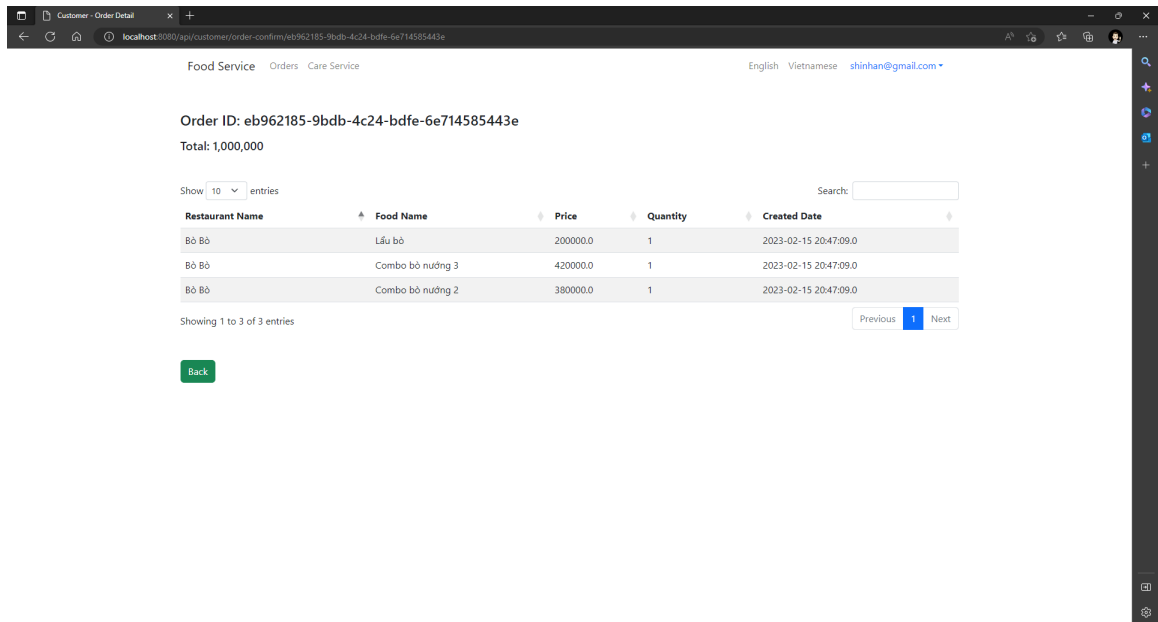 Customer - Order Detail
localhost:8080/api/customer/order-confirm/eb962185-9bdb-4c24-bdfe-6e714585443e
Food Service Orders Care Service English Vietnamese shinhan@gmail.com
Order ID: eb962185-9bdb-4c24-bdfe-6e714585443e
Total: 1,000,000
Show 10 entries Search:
Restaurant Name Food Name Price Quantity Created Date
Bò Bò Lẩu bò 200000.0 1 2023-02-15 20:47:09.0
Bò Bò Combo bò nướng 3 420000.0 1 2023-02-15 20:47:09.0
Bò Bò Combo bò nướng 2 380000.0 1 2023-02-15 20:47:09.0
Showing 1 to 3 of 3 entries Previous 1 Next
Back